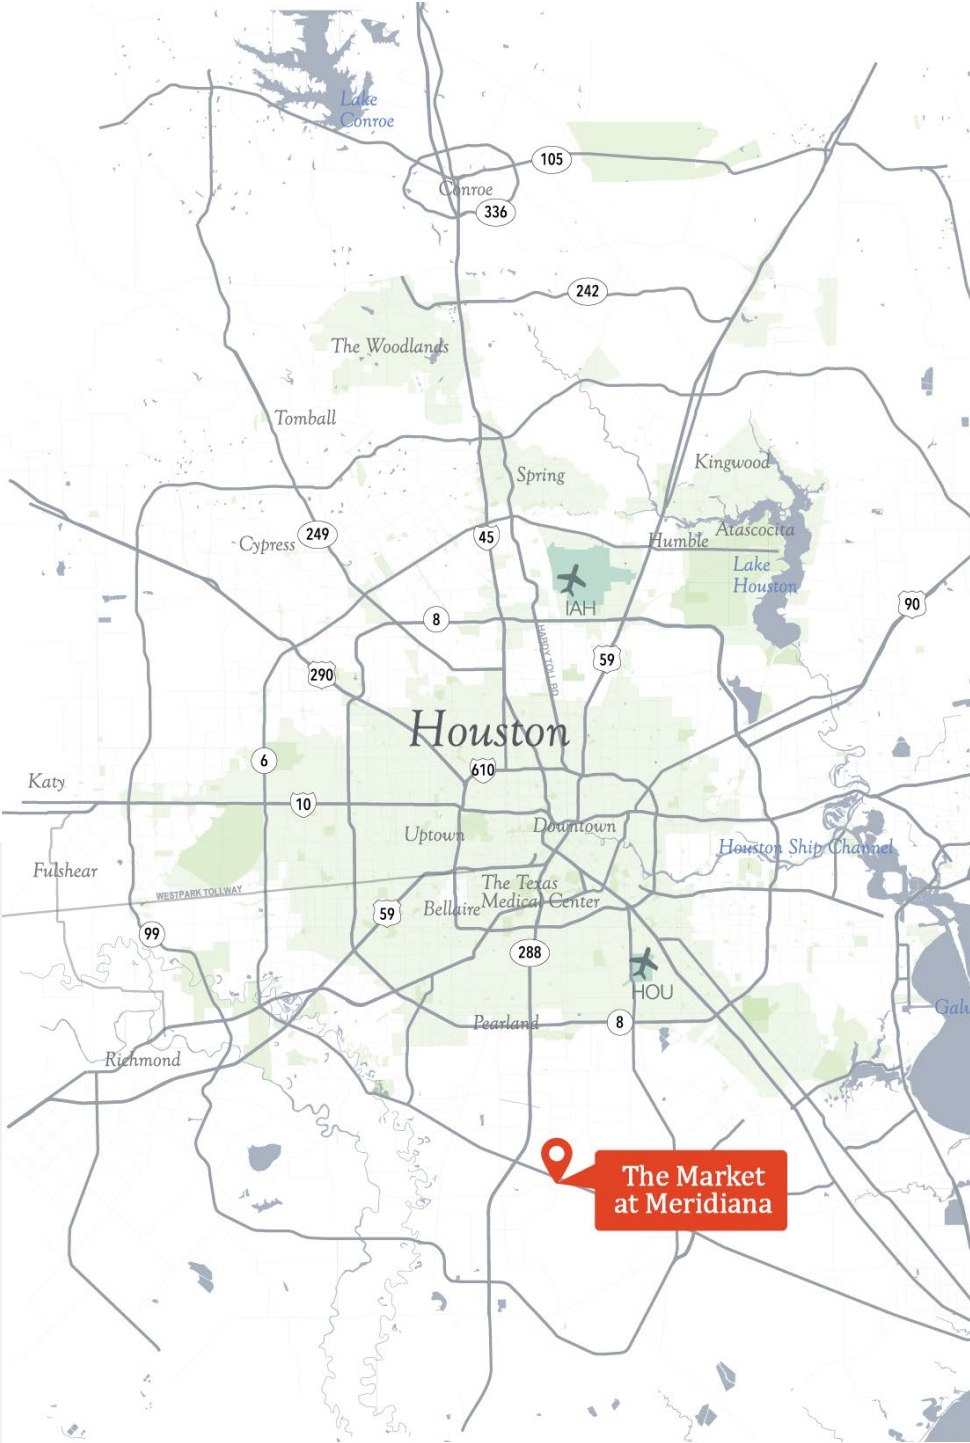 Lake
Conroe
105
Conroe
336
242
The Woodlands
Tomball
Kingwood
Spring
249
45
Cypress
Humble
Atascocita
Lake
Houston
IAH
90
8
HARDY TOLL RD
59
290
Houston
6
610
Katy
10
Uptown
Downtown
Houston Ship Channel
Fulshear
WESTPARK TOLLWAY
The Texas
Medical Center
59
Bellaire
99
288
HOU
Galv
Pearland
8
Richmond
The Market
at Meridiana